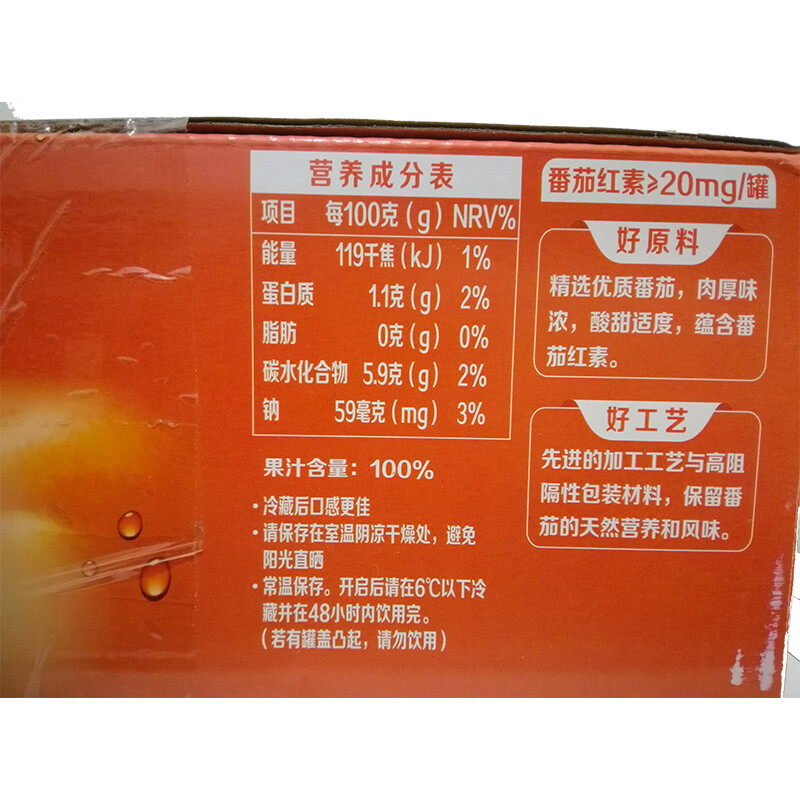 营养成分表
项目 每100克(g) NRV%
能量 119千焦(kJ) 1%
蛋白质 1.1克(g) 2%
脂肪 0克(g) 0%
碳水化合物 5.9克(g) 2%
钠 59毫克(mg) 3%
果汁含量：100%
·冷藏后口感更佳
·请保存在室温阴凉干燥处，避免
阳光直晒
·常温保存。开启后请在6℃以下冷
藏并在48小时内饮用完。
(若有罐盖凸起，请勿饮用)
番茄红素≥20mg/罐
好原料
精选优质番茄，肉厚味
浓，酸甜适度，蕴含番
茄红素。
好工艺
先进的加工工艺与高阻
隔性包装材料，保留番
茄的天然营养和风味。